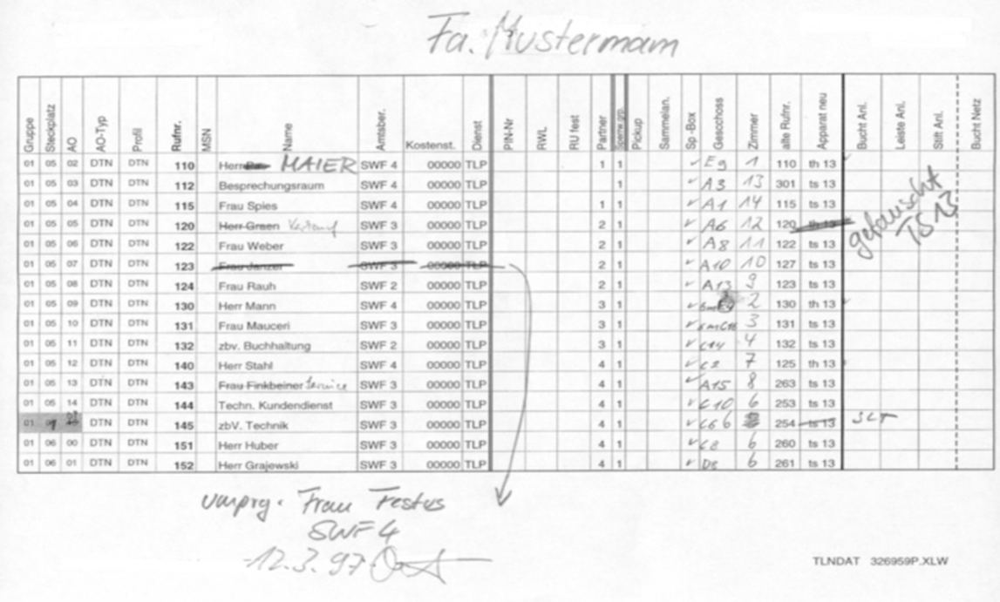 Fa. Mustermann
Gruppe Steckplatz AO AO-Typ Profil Rufnr. MSN Name Amtsber. Kostenst. Dienst PIN-Nr RWL RU fest Partner Pickup Sammelan. Sp-Box Geschoss Zimmer alte Rufnr. Apparat neu Bucht Anl. Leiste Anl. Stift Anl. Bucht Netz
01 05 02 DTN DTN 110 Herr MAIER SWF 4 00000 TLP 1 1 E9 1 110 th 13
01 05 03 DTN DTN 112 Besprechungsraum SWF 4 00000 TLP 1 A3 13 301 ts 13
01 05 04 DTN DTN 115 Frau Spies SWF 4 00000 TLP 1 1 A1 14 115 ts 13
01 05 05 DTN DTN 120 Herr Green Verkauf SWF 3 00000 TLP 2 1 A6 12 120 th 13 getauscht TS 13
01 05 06 DTN DTN 122 Frau Weber SWF 3 00000 TLP 2 1 A8 11 122 ts 13
01 05 07 DTN DTN 123 Frau Janzer SWF 3 00000 TLP 2 1 A10 10 127 ts 13
01 05 08 DTN DTN 124 Frau Rauh SWF 2 00000 TLP 2 1 A13 9 123 ts 13
01 05 09 DTN DTN 130 Herr Mann SWF 4 00000 TLP 3 1 2 130 th 13
01 05 10 DTN DTN 131 Frau Mauceri SWF 3 00000 TLP 3 1 3 131 ts 13
01 05 11 DTN DTN 132 zbv. Buchhaltung SWF 2 00000 TLP 3 1 C14 4 132 ts 13
01 05 12 DTN DTN 140 Herr Stahl SWF 4 00000 TLP 4 1 C2 7 125 th 13
01 05 13 DTN DTN 143 Frau Finkbeiner Service SWF 3 00000 TLP 4 1 A15 8 263 ts 13
01 05 14 DTN DTN 144 Techn. Kundendienst SWF 3 00000 TLP 4 1 C10 6 253 ts 13
01 DTN DTN 145 zbV. Technik SWF 3 00000 TLP 4 1 C6 6 254 ts 13 SLT
01 06 00 DTN DTN 151 Herr Huber SWF 3 00000 TLP 4 1 C8 6 260 ts 13
01 06 01 DTN DTN 152 Herr Grajewski SWF 3 00000 TLP 4 1 D8 6 261 ts 13
umprg. Frau Festus
SWF 4
12.3.97
TLNDAT 326959P.XLW